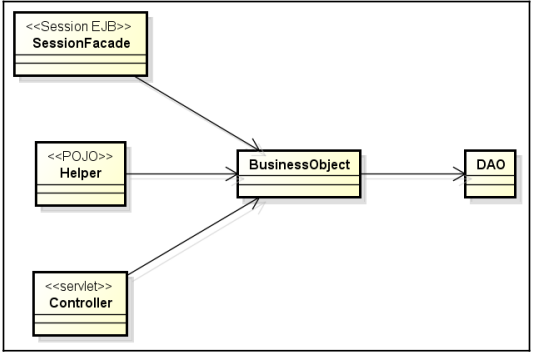 <<Session EJB>>
SessionFacade
<<POJO>>
Helper
BusinessObject
DAO
<<servlet>>
Controller